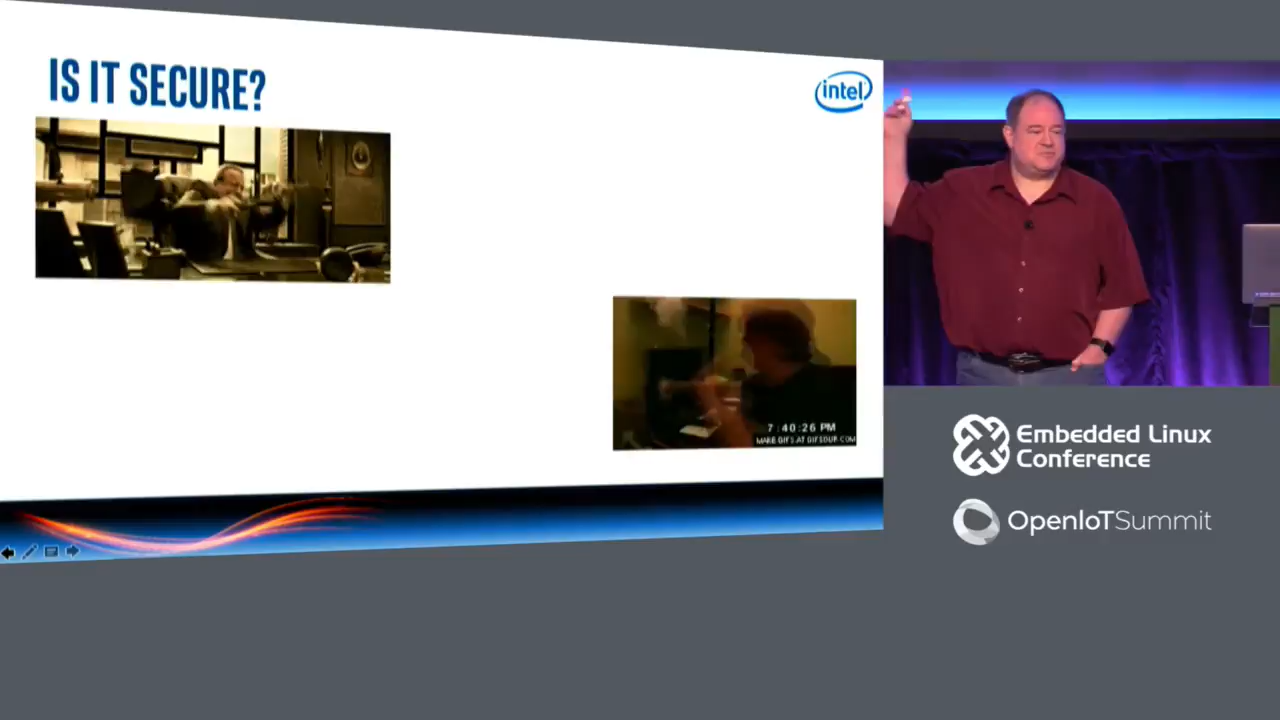 IS IT SECURE?
intel
7:40:26 PM
MAKE GIFS AT GIFSOUP.COM
Embedded Linux
Conference
OpenIoTSummit